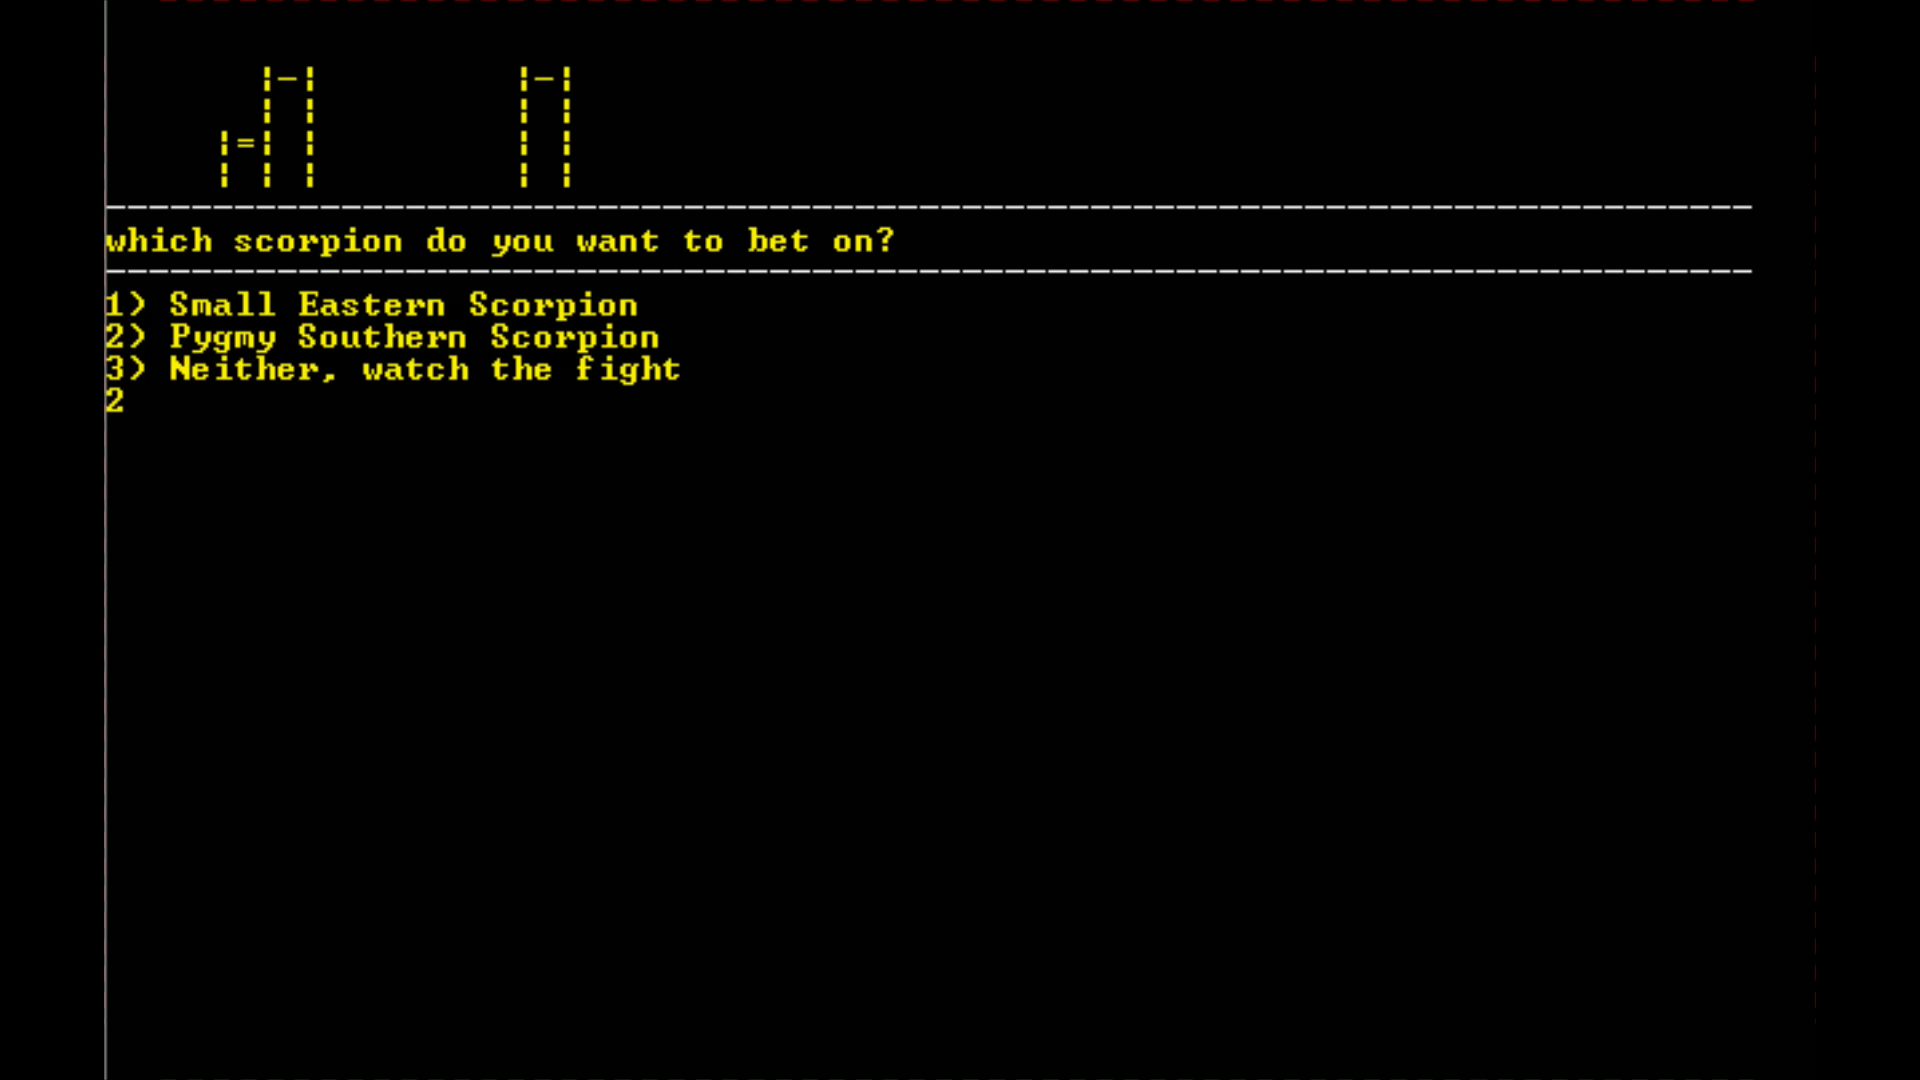 which scorpion do you want to bet on?
1) Small Eastern Scorpion
2) Pygmy Southern Scorpion
3) Neither, watch the fight
2